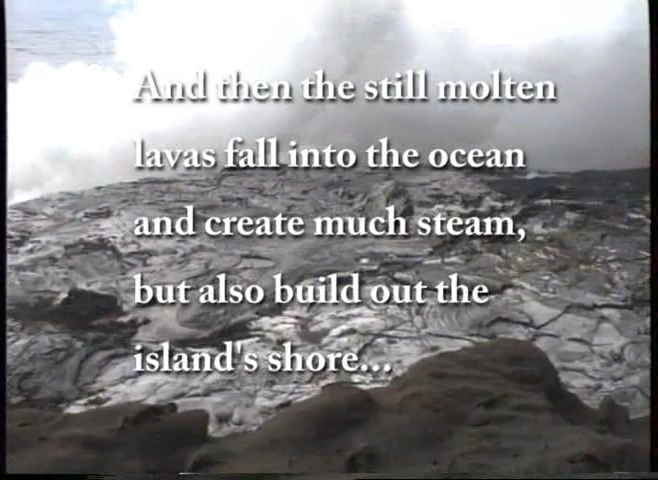 And then the still molten
lavas fall into the ocean
and create much steam,
but also build out the
island's shore...